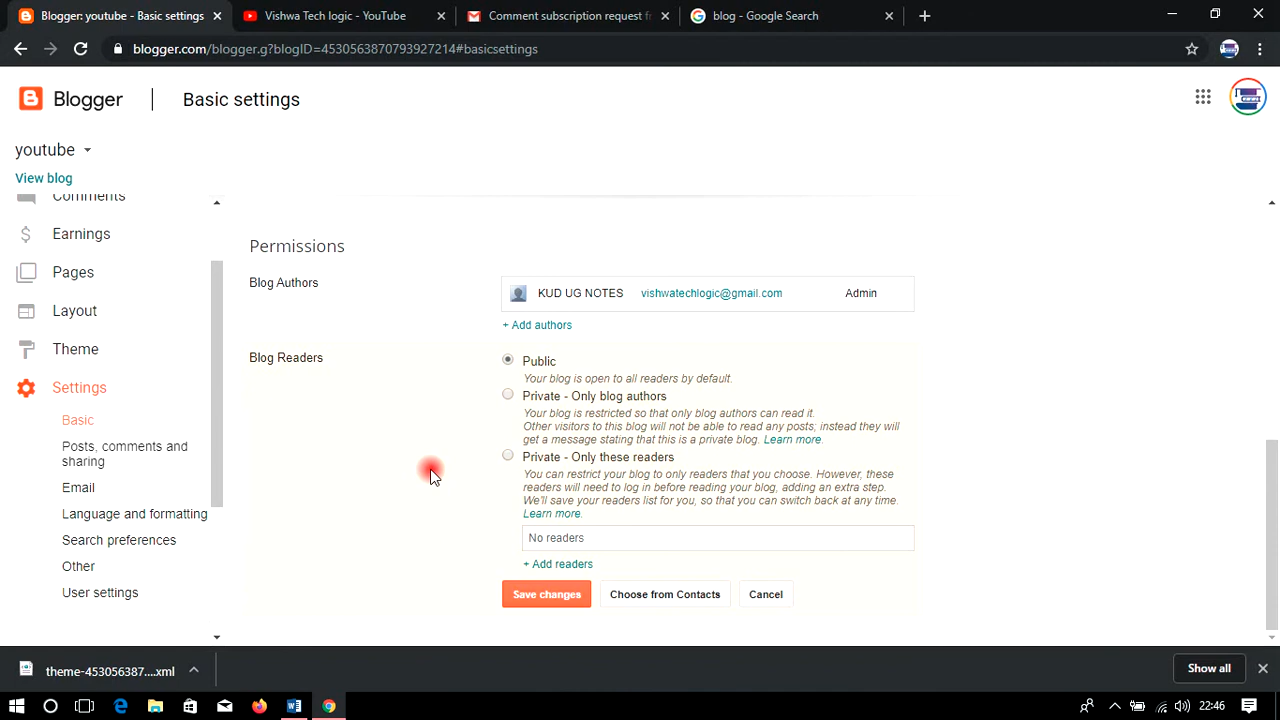 Blogger: youtube - Basic settings
Vishwa Tech logic - YouTube
Comment subscription request fr
blog - Google Search
blogger.com/blogger.g?blogID=4530563870793927214#basicsettings
Blogger
Basic settings
youtube
View blog
Comments
Earnings
Pages
Layout
Theme
Settings
Basic
Posts, comments and
sharing
Email
Language and formatting
Search preferences
Other
User settings
Permissions
Blog Authors
KUD UG NOTES vishwatechlogic@gmail.com Admin
+ Add authors
Blog Readers
Public
Your blog is open to all readers by default.
Private - Only blog authors
Your blog is restricted so that only blog authors can read it.
Other visitors to this blog will not be able to read any posts; instead they will
get a message stating that this is a private blog. Learn more.
Private - Only these readers
You can restrict your blog to only readers that you choose. However, these
readers will need to log in before reading your blog, adding an extra step.
We'll save your readers list for you, so that you can switch back at any time.
Learn more.
No readers
+ Add readers
Save changes
Choose from Contacts
Cancel
theme-453056387....xml
Show all
22:46